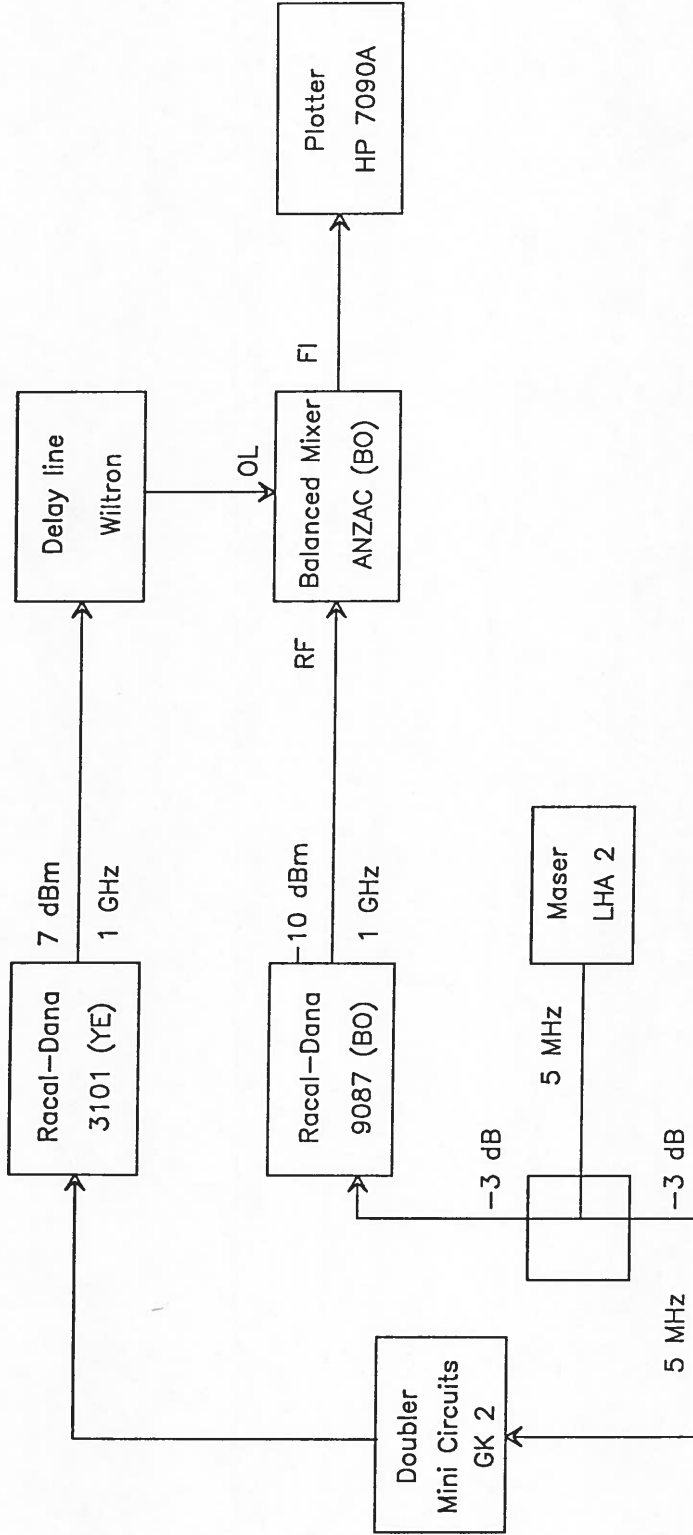 Racal-Dana
3101 (YE)
7 dBm
1 GHz
Delay line
Wiltron
OL
Racal-Dana
9087 (BO)
-10 dBm
1 GHz
RF
Balanced Mixer
ANZAC (BO)
FI
Plotter
HP 7090A
Doubler
Mini Circuits
GK 2
-3 dB
5 MHz
Maser
LHA 2
5 MHz
-3 dB